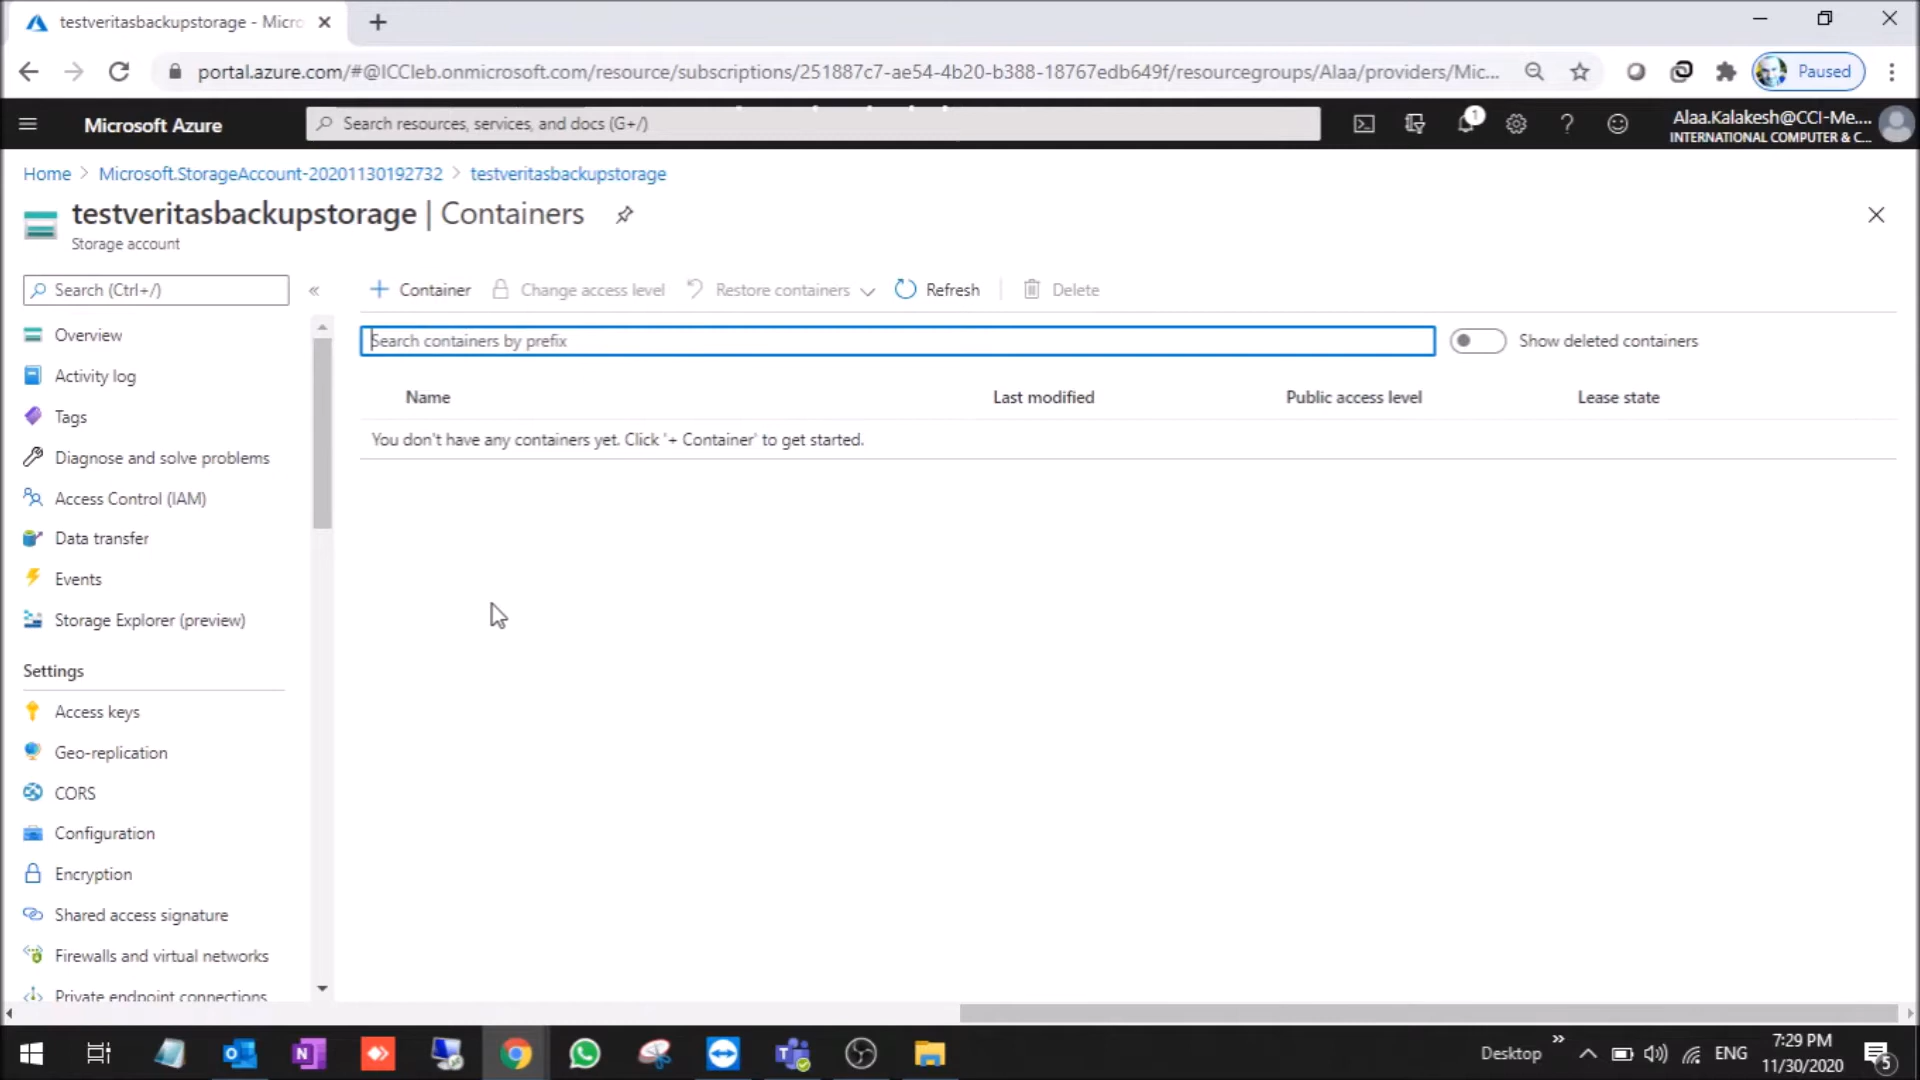 testveritasbackupstorage - Micro
portal.azure.com/#@ICCleb.onmicrosoft.com/resource/subscriptions/251887c7-ae54-4b20-b388-18767edb649f/resourcegroups/Alaa/providers/Mic...
Paused
Microsoft Azure
Search resources, services, and docs (G+/)
1
Alaa.Kalakesh@CCI-Me....
INTERNATIONAL COMPUTER & C...
Home > Microsoft.StorageAccount-20201130192732 > testveritasbackupstorage
testveritasbackupstorage | Containers
Storage account
Search (Ctrl+/)
«
+ Container
Change access level
Restore containers
Refresh
Delete
Search containers by prefix
Show deleted containers
Name
Last modified
Public access level
Lease state
You don't have any containers yet. Click '+ Container' to get started.
Overview
Activity log
Tags
Diagnose and solve problems
Access Control (IAM)
Data transfer
Events
Storage Explorer (preview)
Settings
Access keys
Geo-replication
CORS
Configuration
Encryption
Shared access signature
Firewalls and virtual networks
Private endpoint connections
Desktop
»
ENG
7:29 PM
11/30/2020
5